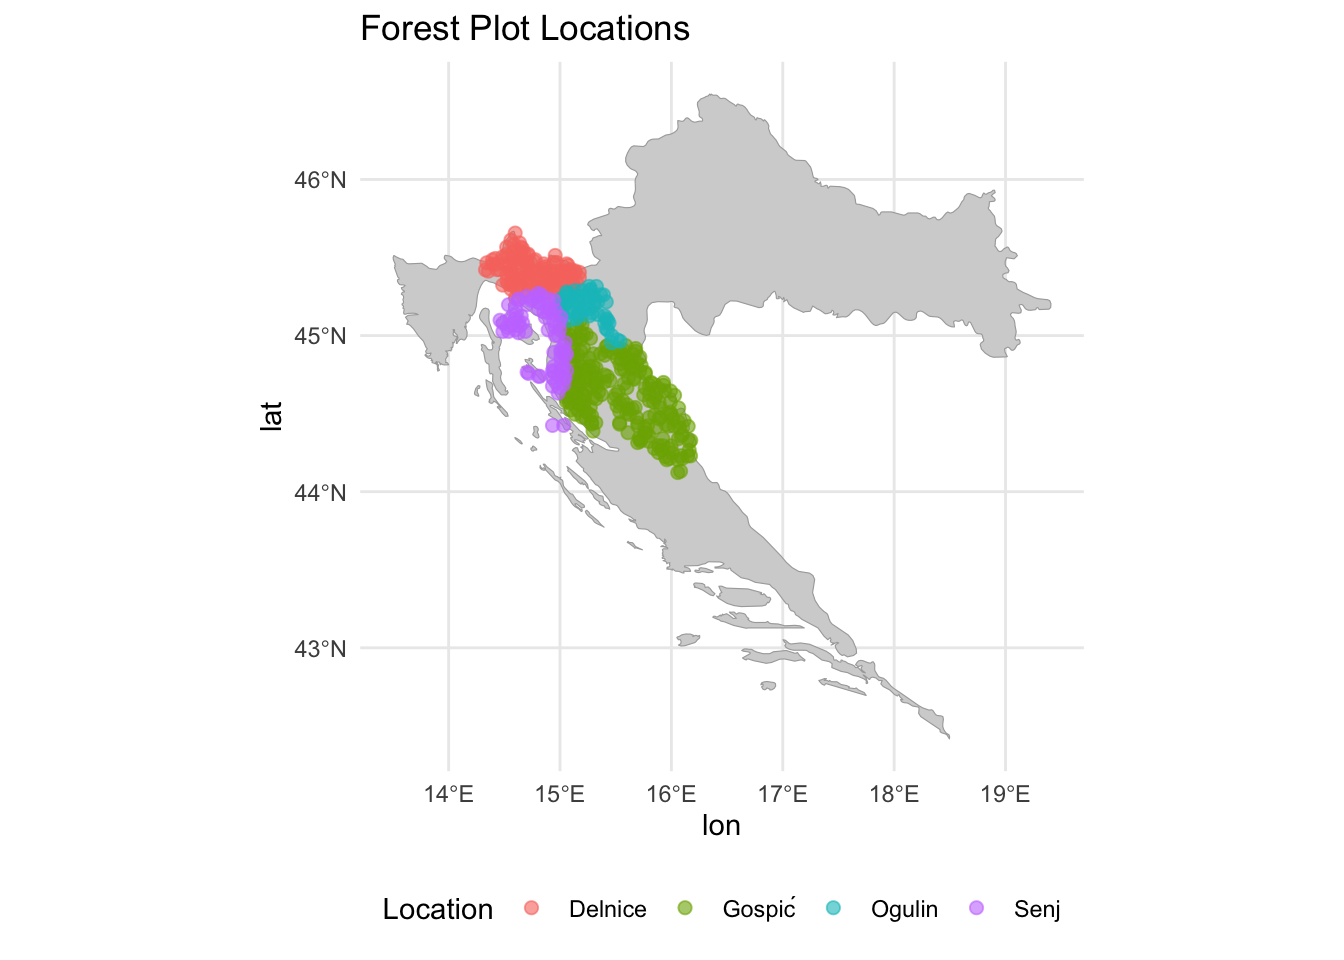 Forest Plot Locations
46°N
45°N
44°N
43°N
lat
14°E 15°E 16°E 17°E 18°E 19°E
lon
Location Delnice Gospić Ogulin Senj